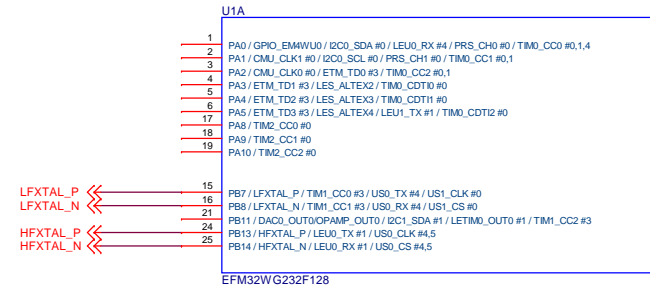 U1A
1 PA0 / GPIO_EM4WU0 / I2C0_SDA #0 / LEU0_RX #4 / PRS_CH0 #0 / TIM0_CC0 #0,1,4
2 PA1 / CMU_CLK1 #0 / I2C0_SCL #0 / PRS_CH1 #0 / TIM0_CC1 #0,1
3 PA2 / CMU_CLK0 #0 / ETM_TD0 #3 / TIM0_CC2 #0,1
4 PA3 / ETM_TD1 #3 / LES_ALTEX2 / TIM0_CDTI0 #0
5 PA4 / ETM_TD2 #3 / LES_ALTEX3 / TIM0_CDTI1 #0
6 PA5 / ETM_TD3 #3 / LES_ALTEX4 / LEU1_TX #1 / TIM0_CDTI2 #0
17 PA8 / TIM2_CC0 #0
18 PA9 / TIM2_CC1 #0
19 PA10 / TIM2_CC2 #0
LFXTAL_P 15 PB7 / LFXTAL_P / TIM1_CC0 #3 / US0_TX #4 / US1_CLK #0
LFXTAL_N 16 PB8 / LFXTAL_N / TIM1_CC1 #3 / US0_RX #4 / US1_CS #0
21 PB11 / DAC0_OUT0/OPAMP_OUT0 / I2C1_SDA #1 / LETIM0_OUT0 #1 / TIM1_CC2 #3
HFXTAL_P 24 PB13 / HFXTAL_P / LEU0_TX #1 / US0_CLK #4,5
HFXTAL_N 25 PB14 / HFXTAL_N / LEU0_RX #1 / US0_CS #4,5
EFM32WG232F128